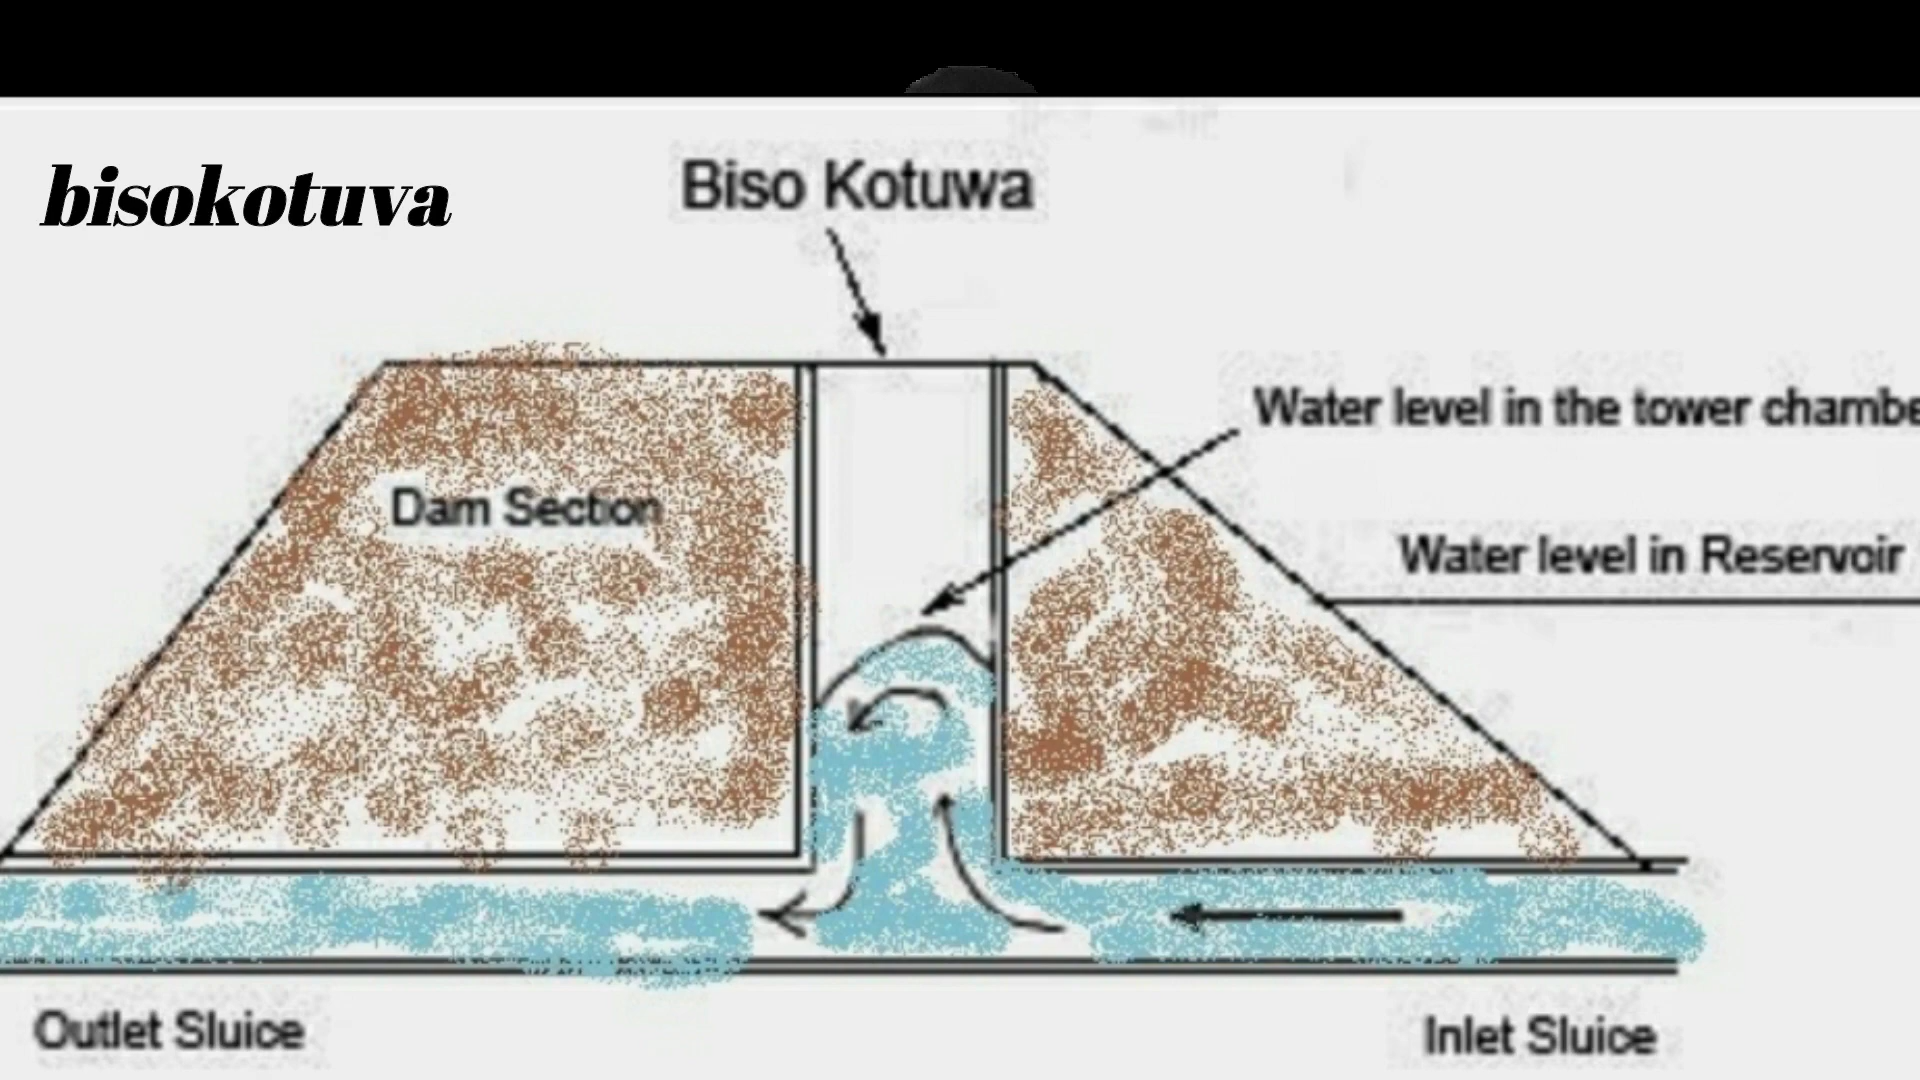 bisokotuva
Biso Kotuwa
Water level in the tower chambe
Dam Section
Water level in Reservoir
Outlet Sluice
Inlet Sluice